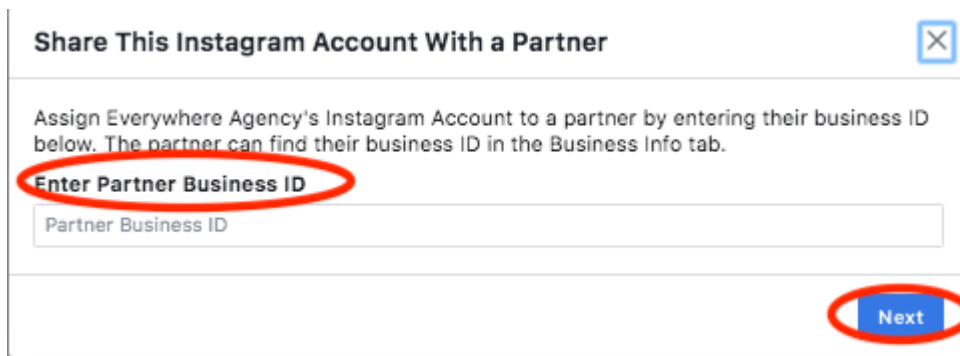 Share This Instagram Account With a Partner
Assign Everywhere Agency's Instagram Account to a partner by entering their business ID
below. The partner can find their business ID in the Business Info tab.
Enter Partner Business ID
Partner Business ID
Next